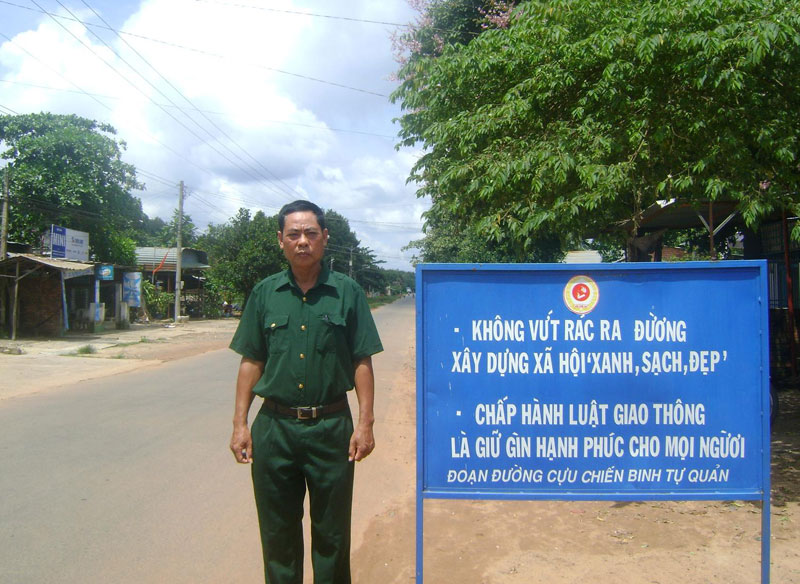 · KHÔNG VỨT RÁC RA ĐƯỜNG
XÂY DỰNG XÃ HỘI 'XANH, SẠCH, ĐẸP'
· CHẤP HÀNH LUẬT GIAO THÔNG
LÀ GIỮ GÌN HẠNH PHÚC CHO MỌI NGƯỜI
ĐOẠN ĐƯỜNG CỰU CHIẾN BINH TỰ QUẢN